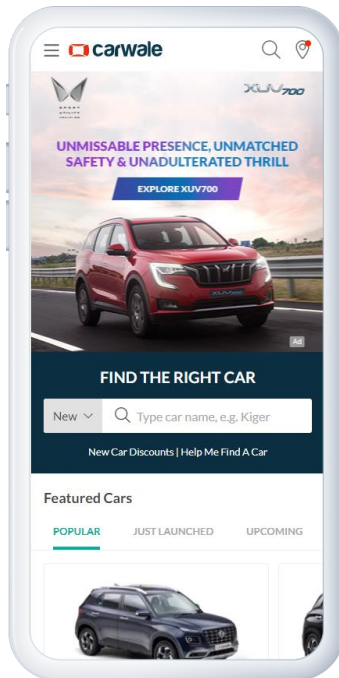 carwale
XUV700
UNMISSABLE PRESENCE, UNMATCHED
SAFETY & UNADULTERATED THRILL
EXPLORE XUV700
Ad
FIND THE RIGHT CAR
New
Type car name, e.g. Kiger
New Car Discounts | Help Me Find A Car
Featured Cars
POPULAR JUST LAUNCHED UPCOMING